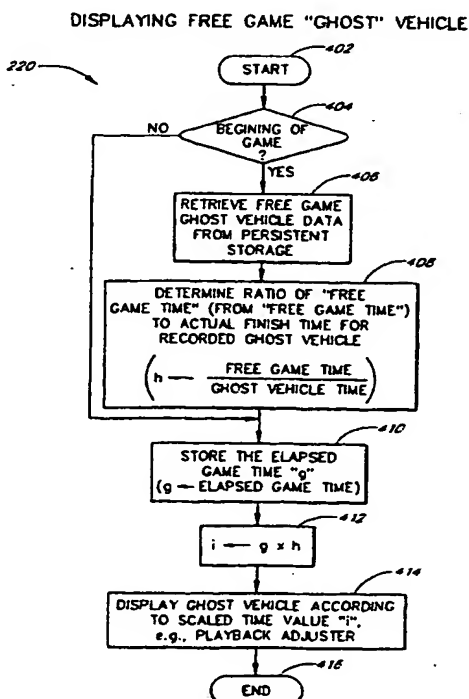 DISPLAYING FREE GAME "GHOST" VEHICLE
220
402
START
404
NO
BEGINING OF
GAME
?
YES
406
RETRIEVE FREE GAME
GHOST VEHICLE DATA
FROM PERSISTENT
STORAGE
408
DETERMINE RATIO OF "FREE
GAME TIME" (FROM "FREE GAME TIME")
TO ACTUAL FINISH TIME FOR
RECORDED GHOST VEHICLE
(h ← FREE GAME TIME
GHOST VEHICLE TIME)
410
STORE THE ELAPSED
GAME TIME "g"
(g ← ELAPSED GAME TIME)
412
i ← g x h
414
DISPLAY GHOST VEHICLE ACCORDING
TO SCALED TIME VALUE "i",
e.g., PLAYBACK ADJUSTER
416
END